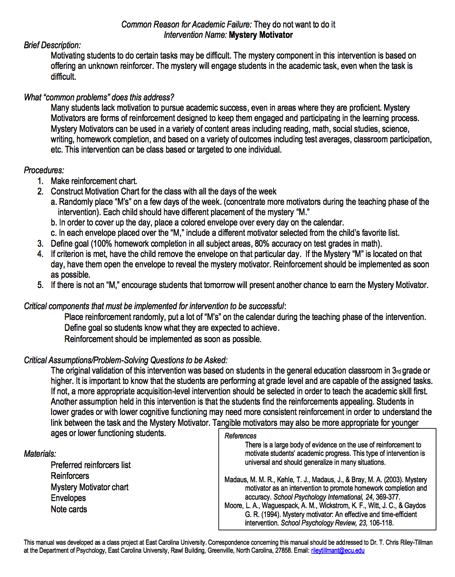 Common Reason for Academic Failure: They do not want to do it
Intervention Name: Mystery Motivator
Brief Description:
Motivating students to do certain tasks may be difficult. The mystery component in this intervention is based on
offering an unknown reinforcer. The mystery will engage students in the academic task, even when the task is
difficult.
What “common problems” does this address?
Many students lack motivation to pursue academic success, even in areas where they are proficient. Mystery
Motivators are forms of reinforcement designed to keep them engaged and participating in the learning process.
Mystery Motivators can be used in a variety of content areas including reading, math, social studies, science,
writing, homework completion, and based on a variety of outcomes including test averages, classroom participation,
etc. This intervention can be class based or targeted to one individual.
Procedures:
1. Make reinforcement chart.
2. Construct Motivation Chart for the class with all the days of the week
a. Randomly place “M’s” on a few days of the week. (concentrate more motivators during the teaching phase of the
intervention). Each child should have different placement of the mystery “M.”
b. In order to cover up the day, place a colored envelope over every day on the calendar.
c. In each envelope placed over the “M,” include a different motivator selected from the child’s favorite list.
3. Define goal (100% homework completion in all subject areas, 80% accuracy on test grades in math).
4. If criterion is met, have the child remove the envelope on that particular day. If the Mystery “M” is located on that
day, have them open the envelope to reveal the mystery motivator. Reinforcement should be implemented as soon
as possible.
5. If there is not an “M,” encourage students that tomorrow will present another chance to earn the Mystery Motivator.
Critical components that must be implemented for intervention to be successful:
Place reinforcement randomly, put a lot of “M’s” on the calendar during the teaching phase of the intervention.
Define goal so students know what they are expected to achieve.
Reinforcement should be implemented as soon as possible.
Critical Assumptions/Problem-Solving Questions to be Asked:
The original validation of this intervention was based on students in the general education classroom in 3rd grade or
higher. It is important to know that the students are performing at grade level and are capable of the assigned tasks.
If not, a more appropriate acquisition-level intervention should be selected in order to teach the academic skill first.
Another assumption held in this intervention is that the students find the reinforcements appealing. Students in
lower grades or with lower cognitive functioning may need more consistent reinforcement in order to understand the
link between the task and the Mystery Motivator. Tangible motivators may also be more appropriate for younger
ages or lower functioning students.
Materials:
Preferred reinforcers list
Reinforcers
Mystery Motivator chart
Envelopes
Note cards
References
There is a large body of evidence on the use of reinforcement to
motivate students’ academic progress. This type of intervention is
universal and should generalize in many situations.
Madaus, M. M. R., Kehle, T. J., Madaus, J., & Bray, M. A. (2003). Mystery
motivator as an intervention to promote homework completion and
accuracy. School Psychology International, 24, 369-377.
Moore, L. A., Waguespack, A. M., Wickstrom, K. F., Witt, J. C., & Gaydos
G. R. (1994). Mystery motivator: An effective and time-efficient
intervention. School Psychology Review, 23, 106-118.
This manual was developed as a class project at East Carolina University. Correspondence concerning this manual should be addressed to Dr. T. Chris Riley-Tillman
at the Department of Psychology, East Carolina University, Rawl Building, Greenville, North Carolina, 27858. Email: rileytillmant@ecu.edu